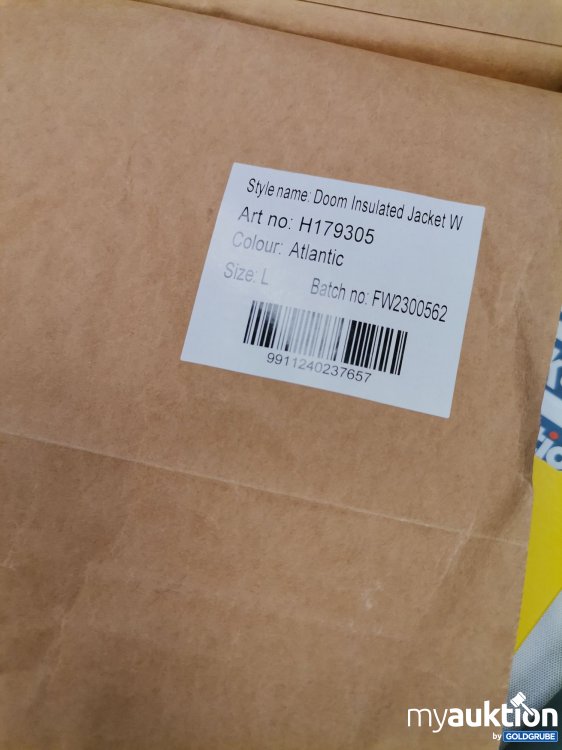 Style name: Doom Insulated Jacket W
Art no: H179305
Colour: Atlantic
Size: L Batch no: FW2300562
9911240237657
myauktion
by GOLDGRUBE